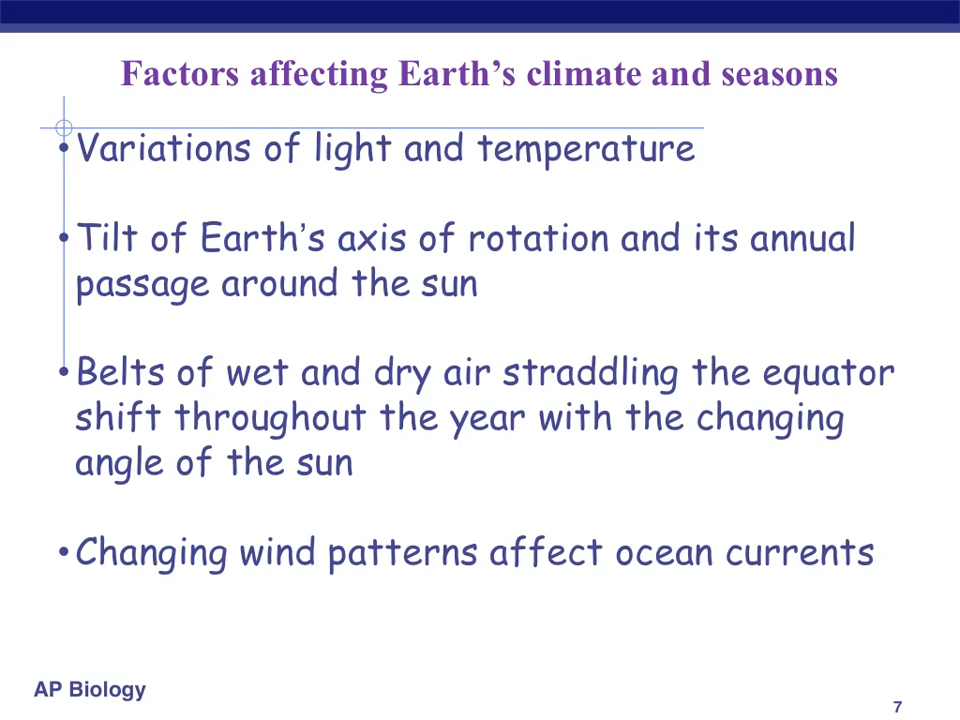 Factors affecting Earth’s climate and seasons
•Variations of light and temperature
•Tilt of Earth’s axis of rotation and its annual
passage around the sun
•Belts of wet and dry air straddling the equator
shift throughout the year with the changing
angle of the sun
•Changing wind patterns affect ocean currents
AP Biology
7